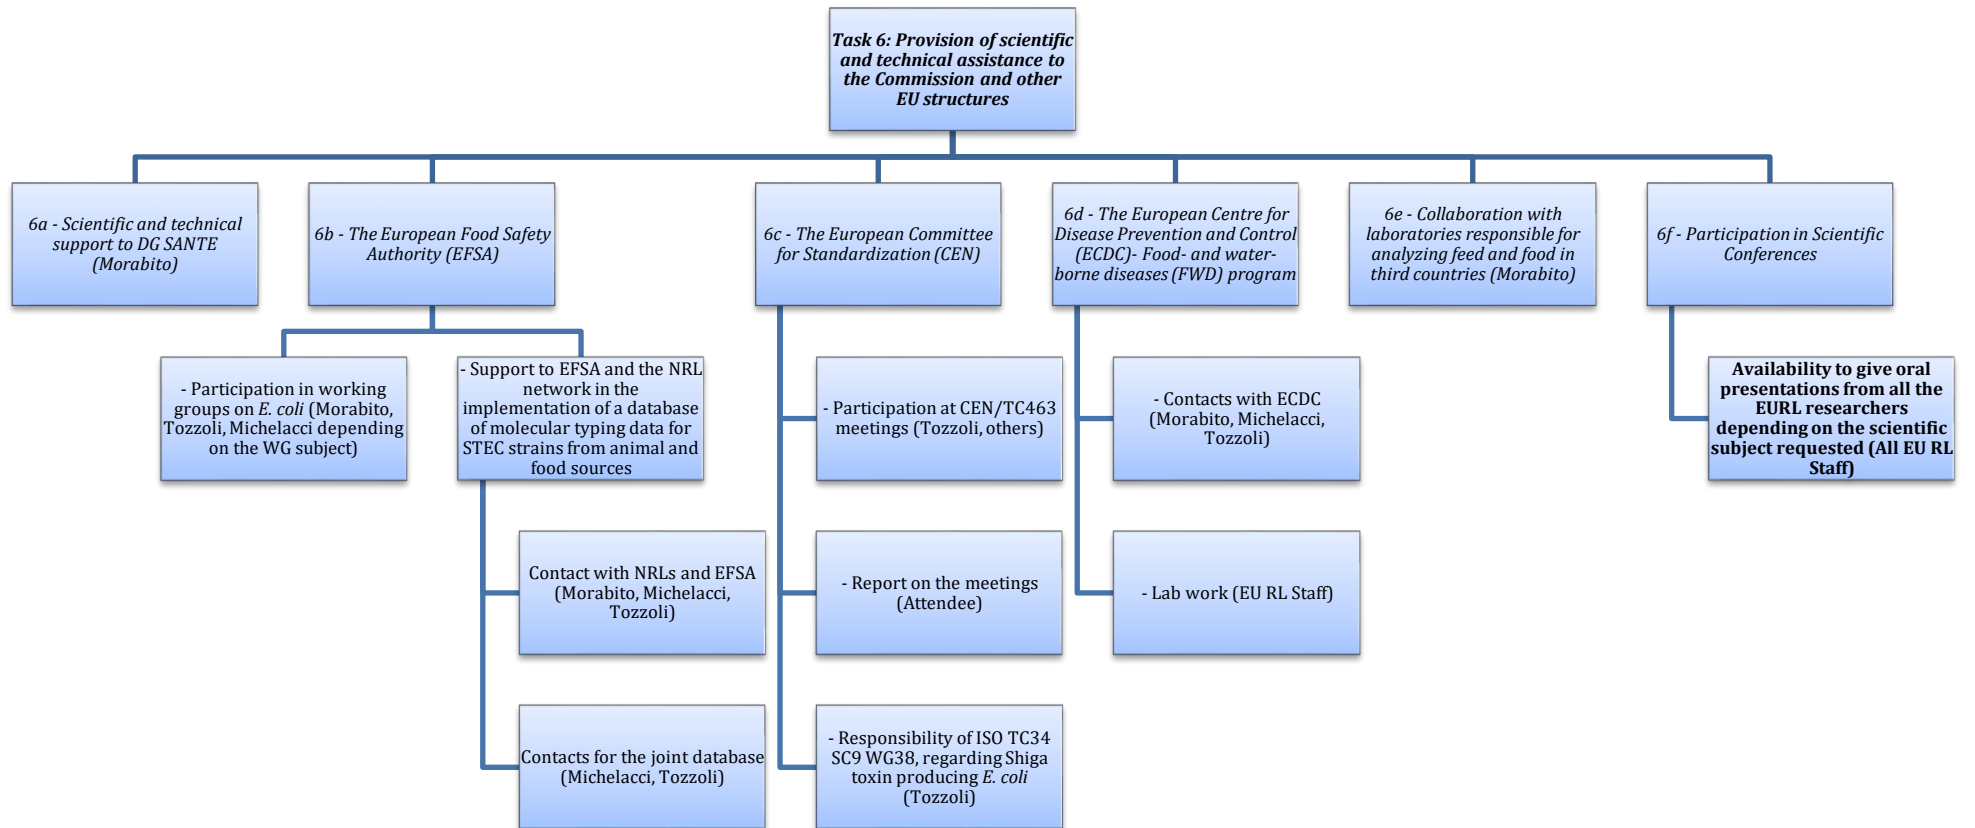 Task 6: Provision of scientific
and technical assistance to
the Commission and other
EU structures
6a - Scientific and technical
support to DG SANTE
(Morabito)
6b - The European Food Safety
Authority (EFSA)
6c - The European Committee
for Standardization (CEN)
6d - The European Centre for
Disease Prevention and Control
(ECDC)- Food- and water-
borne diseases (FWD) program
6e - Collaboration with
laboratories responsible for
analyzing feed and food in
third countries (Morabito)
6f - Participation in Scientific
Conferences
- Participation in working
groups on E. coli (Morabito,
Tozzoli, Michelacci depending
on the WG subject)
- Support to EFSA and the NRL
network in the
implementation of a database
of molecular typing data for
STEC strains from animal and
food sources
- Participation at CEN/TC463
meetings (Tozzoli, others)
- Contacts with ECDC
(Morabito, Michelacci,
Tozzoli)
Availability to give oral
presentations from all the
EURL researchers
depending on the scientific
subject requested (All EU RL
Staff)
Contact with NRLs and EFSA
(Morabito, Michelacci,
Tozzoli)
- Report on the meetings
(Attendee)
- Lab work (EU RL Staff)
Contacts for the joint database
(Michelacci, Tozzoli)
- Responsibility of ISO TC34
SC9 WG38, regarding Shiga
toxin producing E. coli
(Tozzoli)